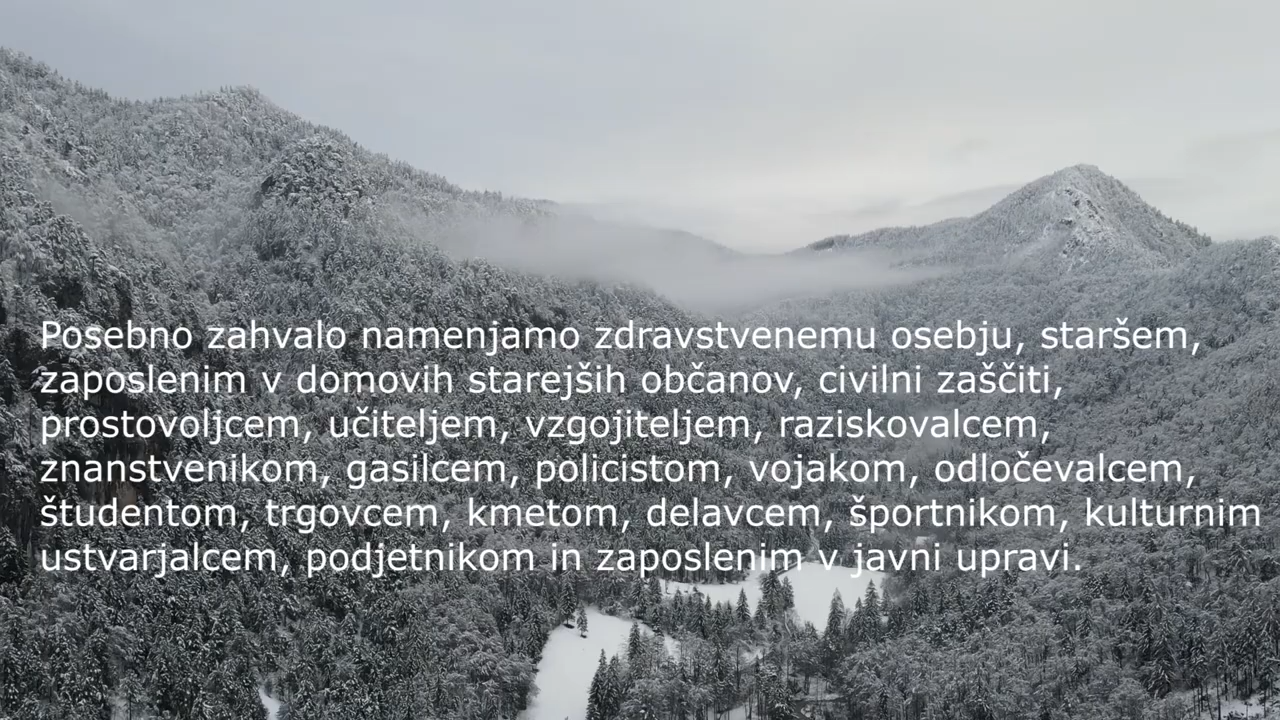 Posebno zahvalo namenjamo zdravstvenemu osebju, staršem,
zaposlenim v domovih starejših občanov, civilni zaščiti,
prostovoljcem, učiteljem, vzgojiteljem, raziskovalcem,
znanstvenikom, gasilcem, policistom, vojakom, odločevalcem,
študentom, trgovcem, kmetom, delavcem, športnikom, kulturnim
ustvarjalcem, podjetnikom in zaposlenim v javni upravi.